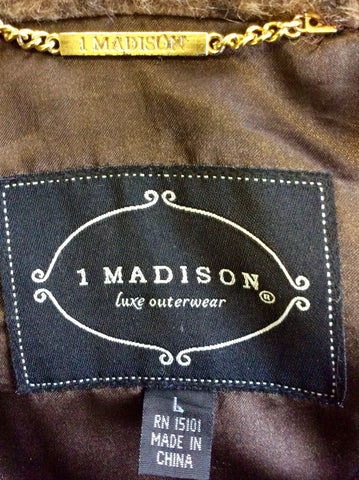 1 MADISON
1 MADISON®
luxe outerwear
L
RN 15101
MADE IN
CHINA